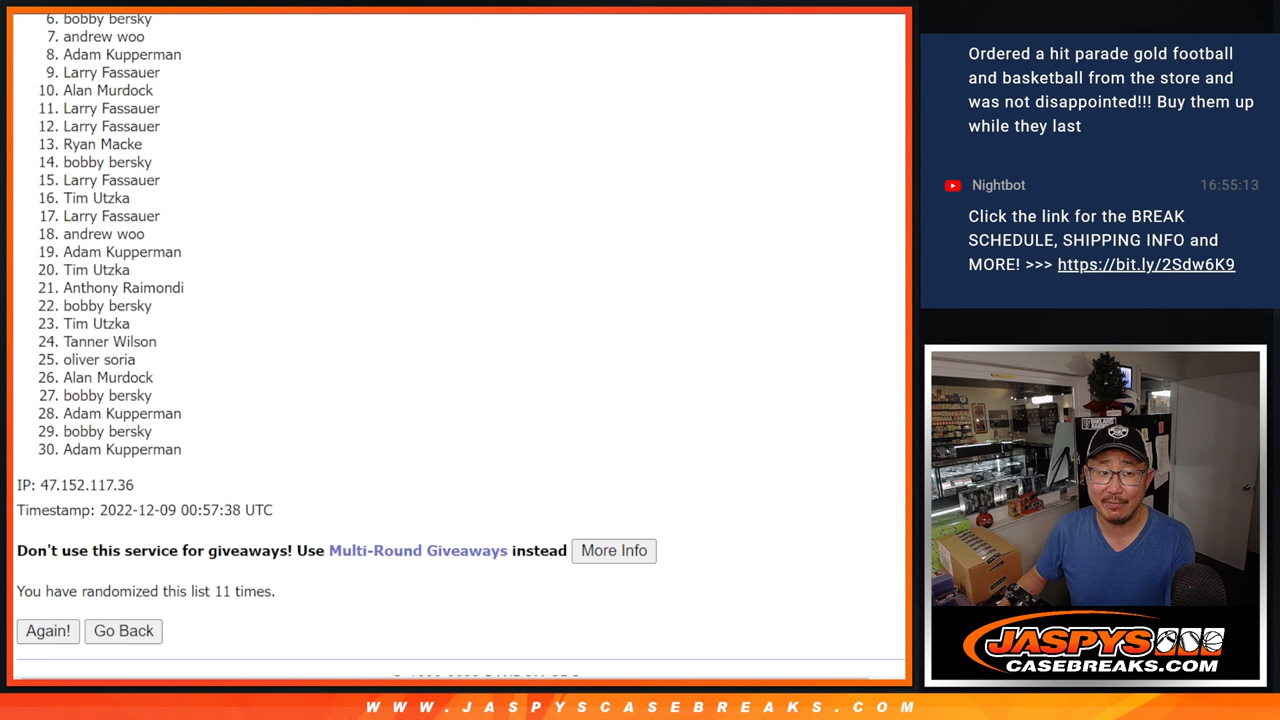 6. bobby bersky
7. andrew woo
8. Adam Kupperman
9. Larry Fassauer
10. Alan Murdock
11. Larry Fassauer
12. Larry Fassauer
13. Ryan Macke
14. bobby bersky
15. Larry Fassauer
16. Tim Utzka
17. Larry Fassauer
18. andrew woo
19. Adam Kupperman
20. Tim Utzka
21. Anthony Raimondi
22. bobby bersky
23. Tim Utzka
24. Tanner Wilson
25. oliver soria
26. Alan Murdock
27. bobby bersky
28. Adam Kupperman
29. bobby bersky
30. Adam Kupperman
IP: 47.152.117.36
Timestamp: 2022-12-09 00:57:38 UTC
Don't use this service for giveaways! Use Multi-Round Giveaways instead More Info
You have randomized this list 11 times.
Again! Go Back
Ordered a hit parade gold football
and basketball from the store and
was not disappointed!!! Buy them up
while they last
Nightbot 16:55:13
Click the link for the BREAK
SCHEDULE, SHIPPING INFO and
MORE! >>> https://bit.ly/2Sdw6K9
JASPYS
CASEBREAKS.COM
WWW.JASPYSCASEBREAKS.COM